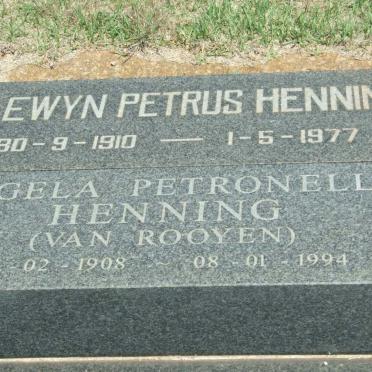 EWYN PETRUS HENNIN
30-9-1910 — 1-5-1977
GELA PETRONELL
HENNING
(VAN ROOYEN)
-02-1908 - 08-01-1994